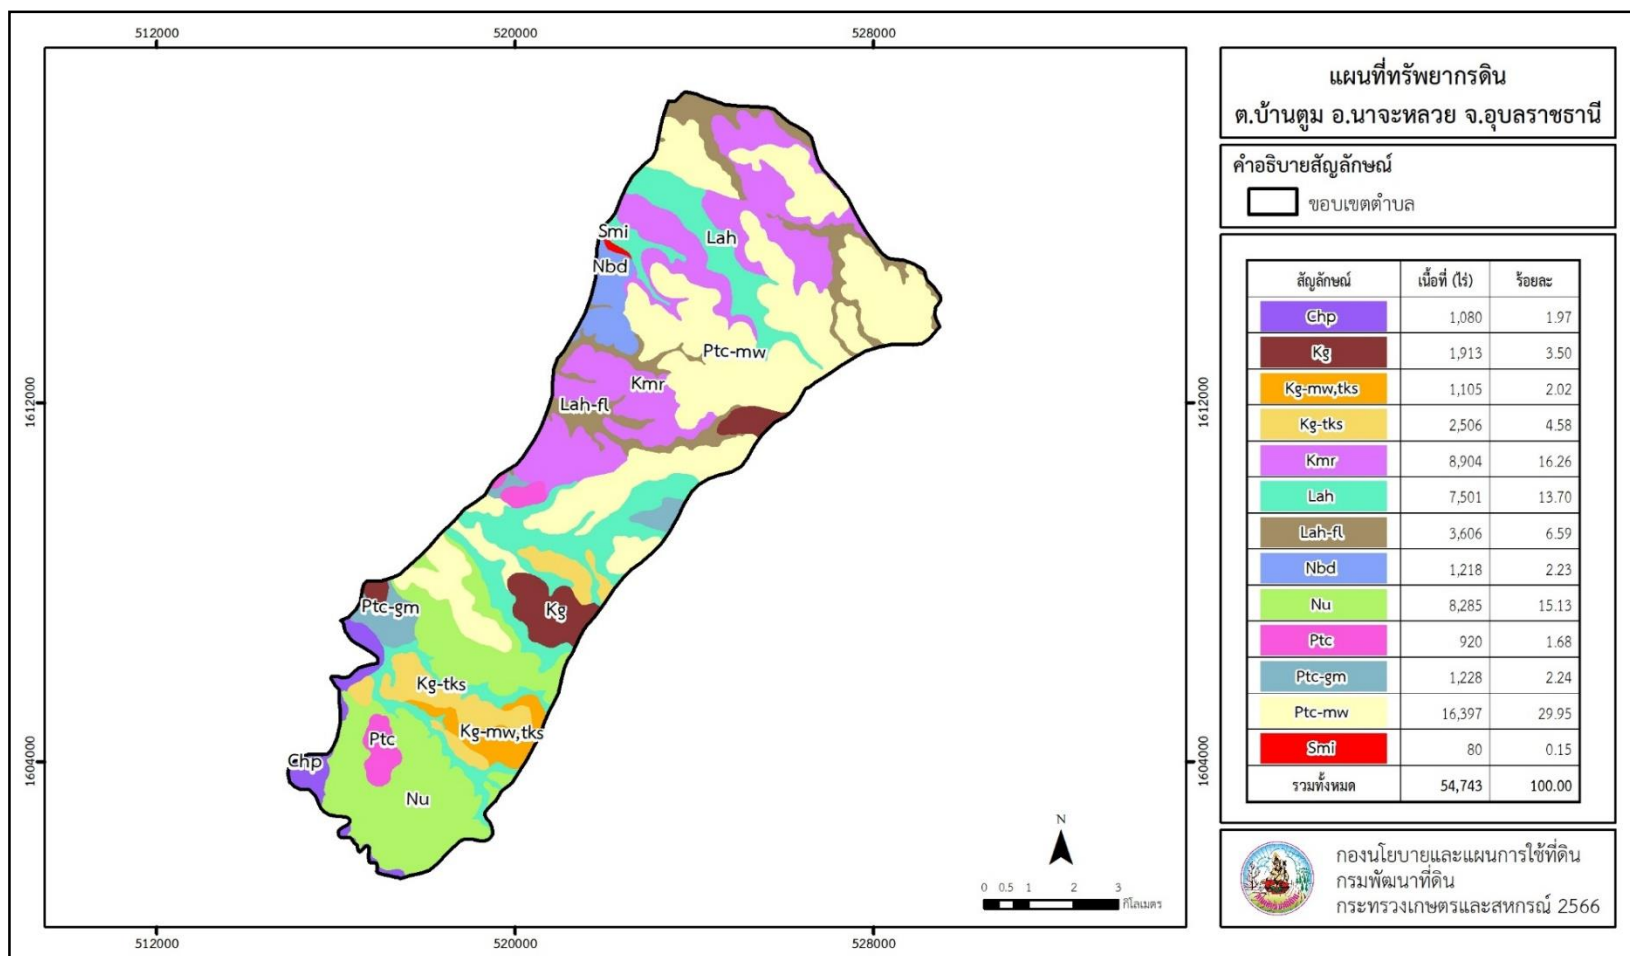 512000
520000
528000
1612000
1604000
1612000
1604000
512000
520000
528000
Smi
Lah
Nbd
Ptc-mw
Kmr
Lah-fl
Ptc-gm
Kg
Kg-tks
Kg-mw,tks
Ptc
Chp
Nu
N
0 0.5 1 2 3
กิโลเมตร
แผนที่ทรัพยากรดิน
ต.บ้านตูม อ.นาจะหลวย จ.อุบลราชธานี
คำอธิบายสัญลักษณ์
ขอบเขตตำบล
สัญลักษณ์ เนื้อที่ (ไร่) ร้อยละ
Chp 1,080 1.97
Kg 1,913 3.50
Kg-mw,tks 1,105 2.02
Kg-tks 2,506 4.58
Kmr 8,904 16.26
Lah 7,501 13.70
Lah-fl 3,606 6.59
Nbd 1,218 2.23
Nu 8,285 15.13
Ptc 920 1.68
Ptc-gm 1,228 2.24
Ptc-mw 16,397 29.95
Smi 80 0.15
รวมทั้งหมด 54,743 100.00
กองนโยบายและแผนการใช้ที่ดิน
กรมพัฒนาที่ดิน
กระทรวงเกษตรและสหกรณ์ 2566